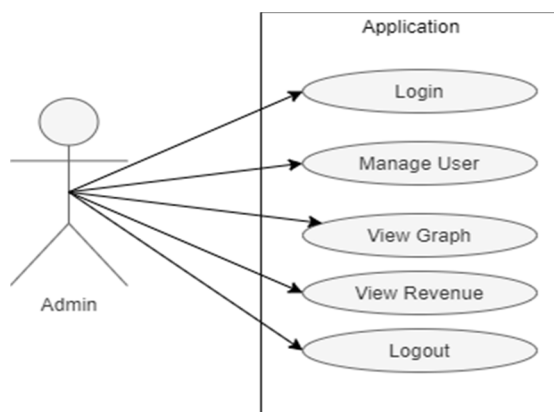 Application
Login
Manage User
View Graph
View Revenue
Admin
Logout